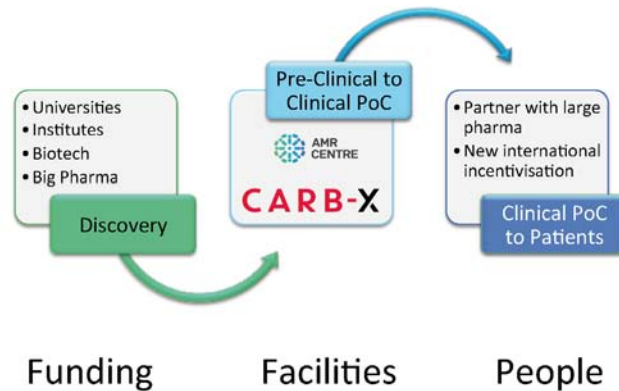 • Universities
• Institutes
• Biotech
• Big Pharma
Discovery
Pre-Clinical to
Clinical PoC
AMR
CENTRE
CARB-X
• Partner with large
pharma
• New international
incentivisation
Clinical PoC
to Patients
Funding
Facilities
People